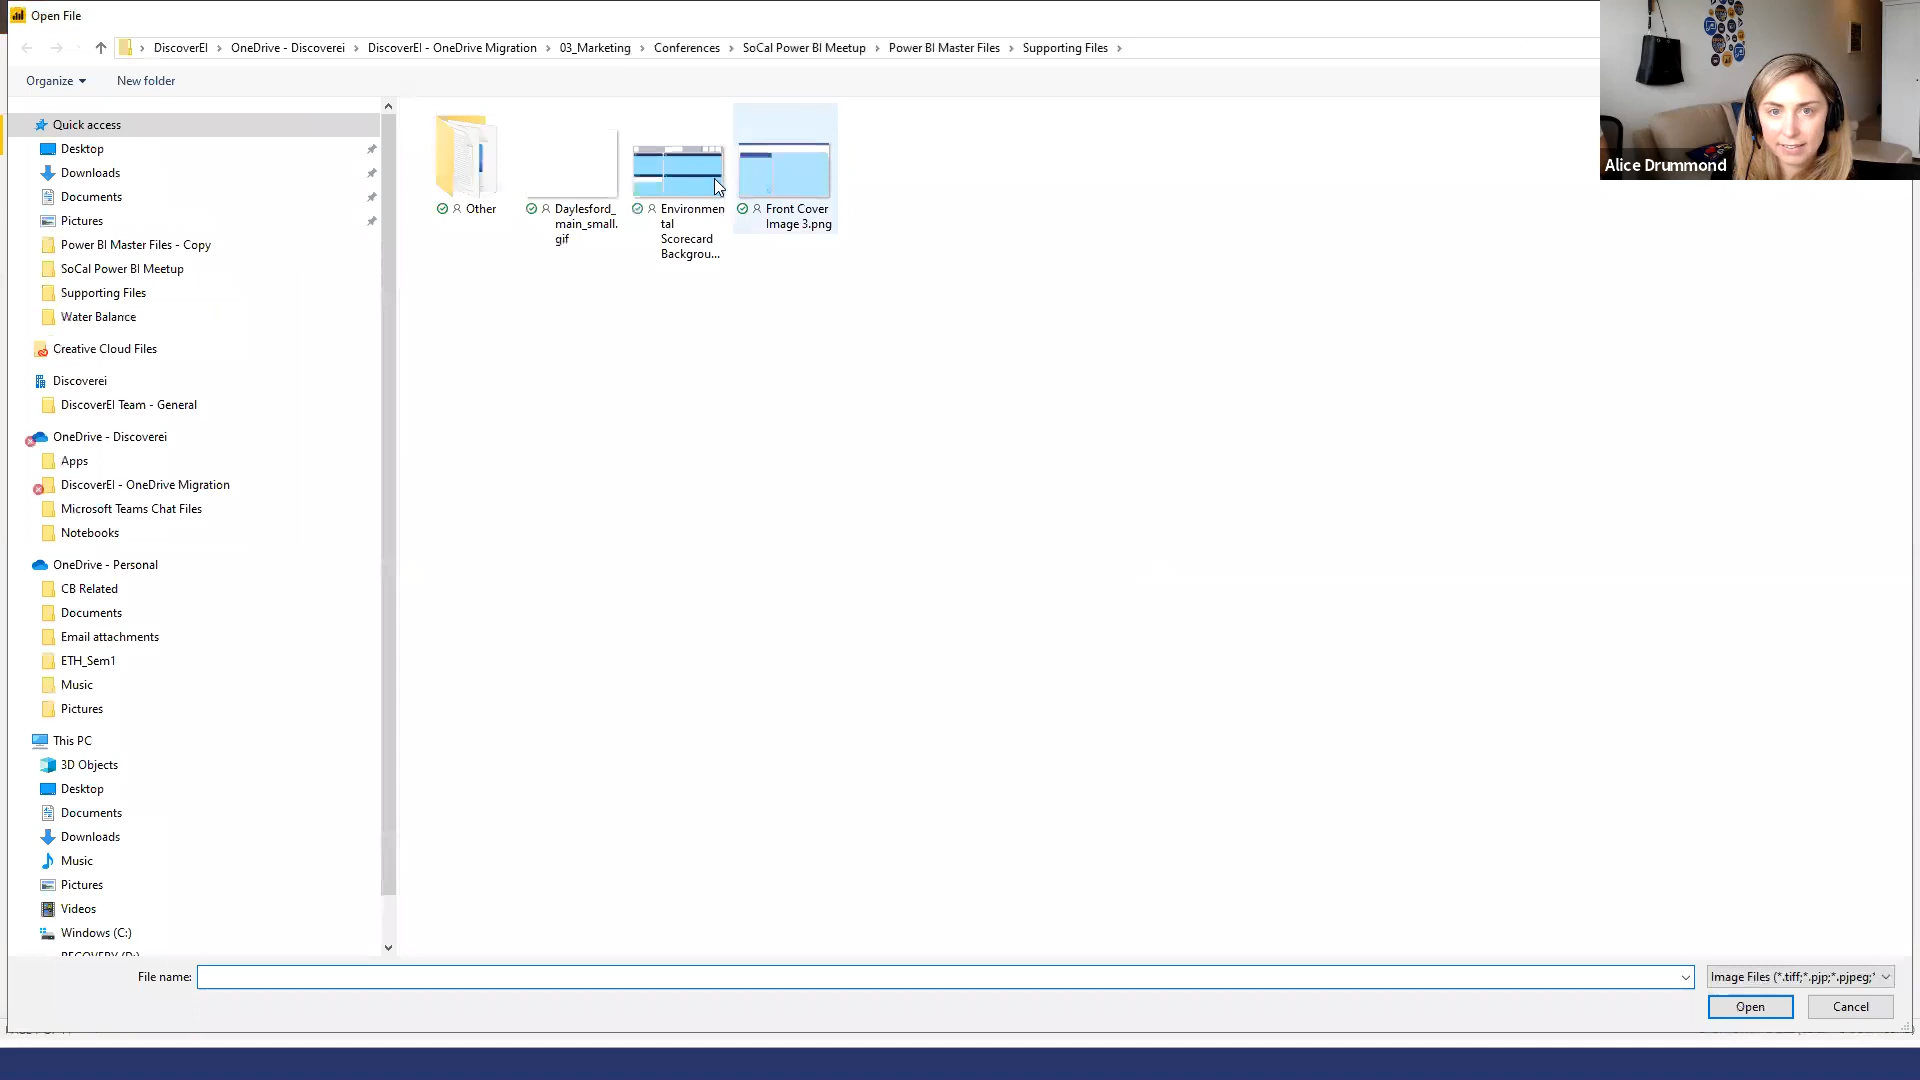 Open File
DiscoverEI > OneDrive - Discoverei > DiscoverEI - OneDrive Migration > 03_Marketing > Conferences > SoCal Power BI Meetup > Power BI Master Files > Supporting Files >
Organize
New folder
Quick access
Desktop
Downloads
Documents
Pictures
Power BI Master Files - Copy
SoCal Power BI Meetup
Supporting Files
Water Balance
Creative Cloud Files
Discoverei
DiscoverEI Team - General
OneDrive - Discoverei
Apps
DiscoverEI - OneDrive Migration
Microsoft Teams Chat Files
Notebooks
OneDrive - Personal
CB Related
Documents
Email attachments
ETH_Sem1
Music
Pictures
This PC
3D Objects
Desktop
Documents
Downloads
Music
Pictures
Videos
Windows (C:)
RECOVERY (D:)
Other
Daylesford_
main_small.
gif
Environmen
tal
Scorecard
Backgrou...
Front Cover
Image 3.png
Alice Drummond
File name:
Image Files (*.tiff;*.pjp;*.pjpeg;*
Open
Cancel